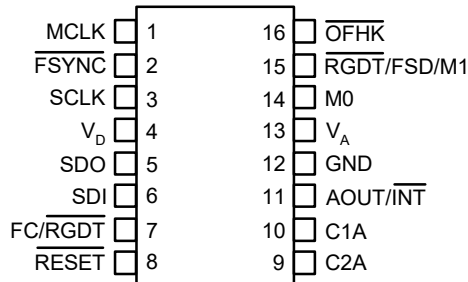 MCLK 1 16 OFHK
FSYNC 2 15 RGDT/FSD/M1
SCLK 3 14 M0
VD 4 13 VA
SDO 5 12 GND
SDI 6 11 AOUT/INT
FC/RGDT 7 10 C1A
RESET 8 9 C2A